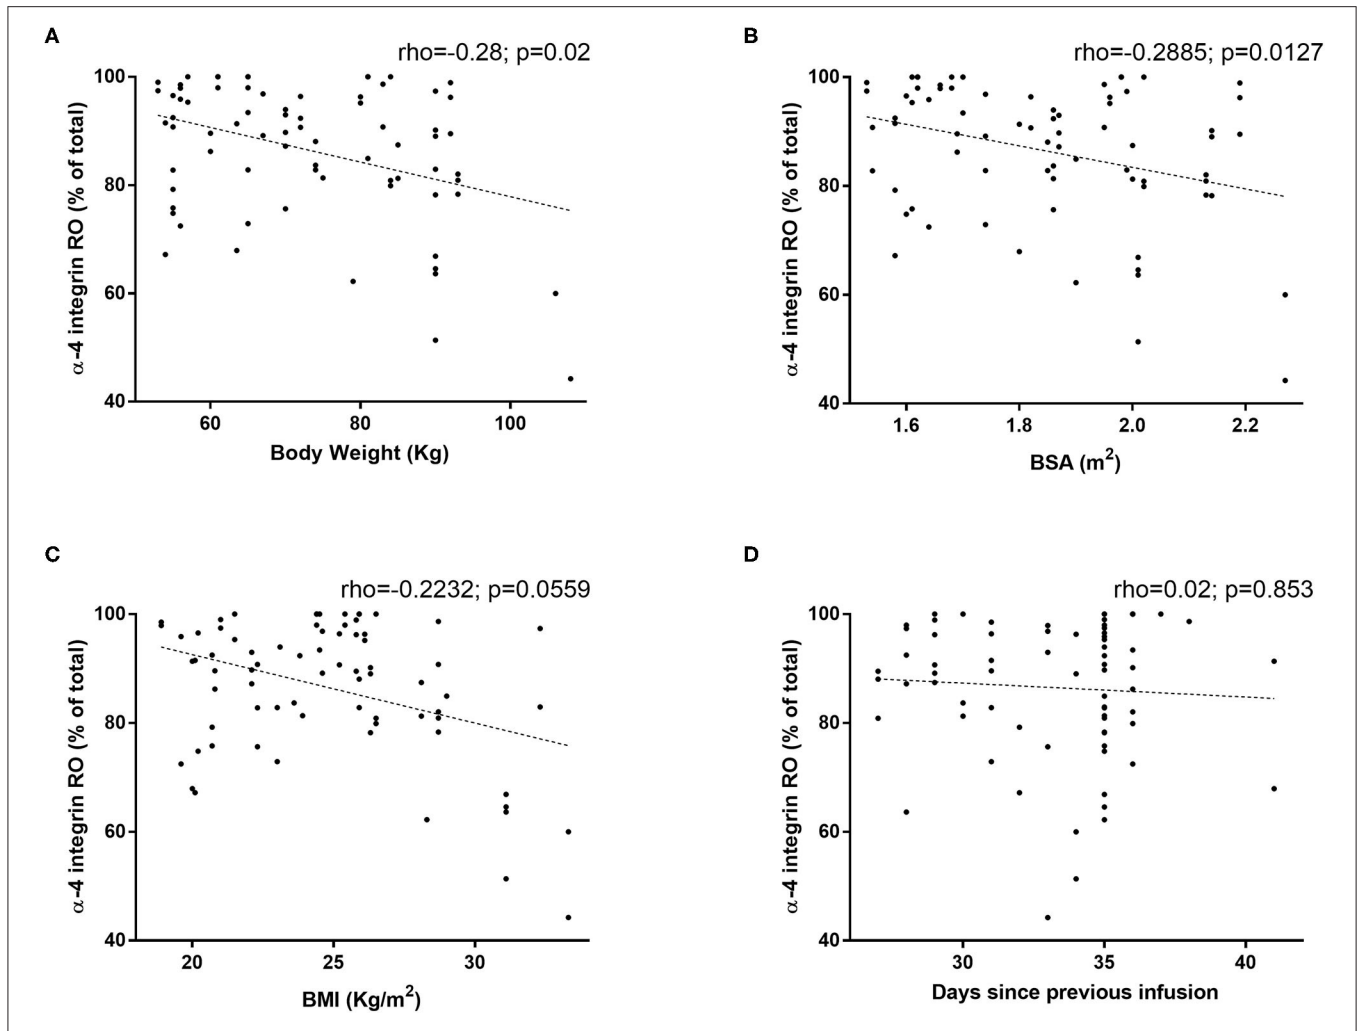 A
rho=-0.28; p=0.02
100
80
60
40
α-4 integrin RO (% of total)
60 80 100
Body Weight (Kg)
B
rho=-0.2885; p=0.0127
100
80
60
40
α-4 integrin RO (% of total)
1.6 1.8 2.0 2.2
BSA (m²)
C
rho=-0.2232; p=0.0559
100
80
60
40
α-4 integrin RO (% of total)
20 25 30
BMI (Kg/m²)
D
rho=0.02; p=0.853
100
80
60
40
α-4 integrin RO (% of total)
30 35 40
Days since previous infusion